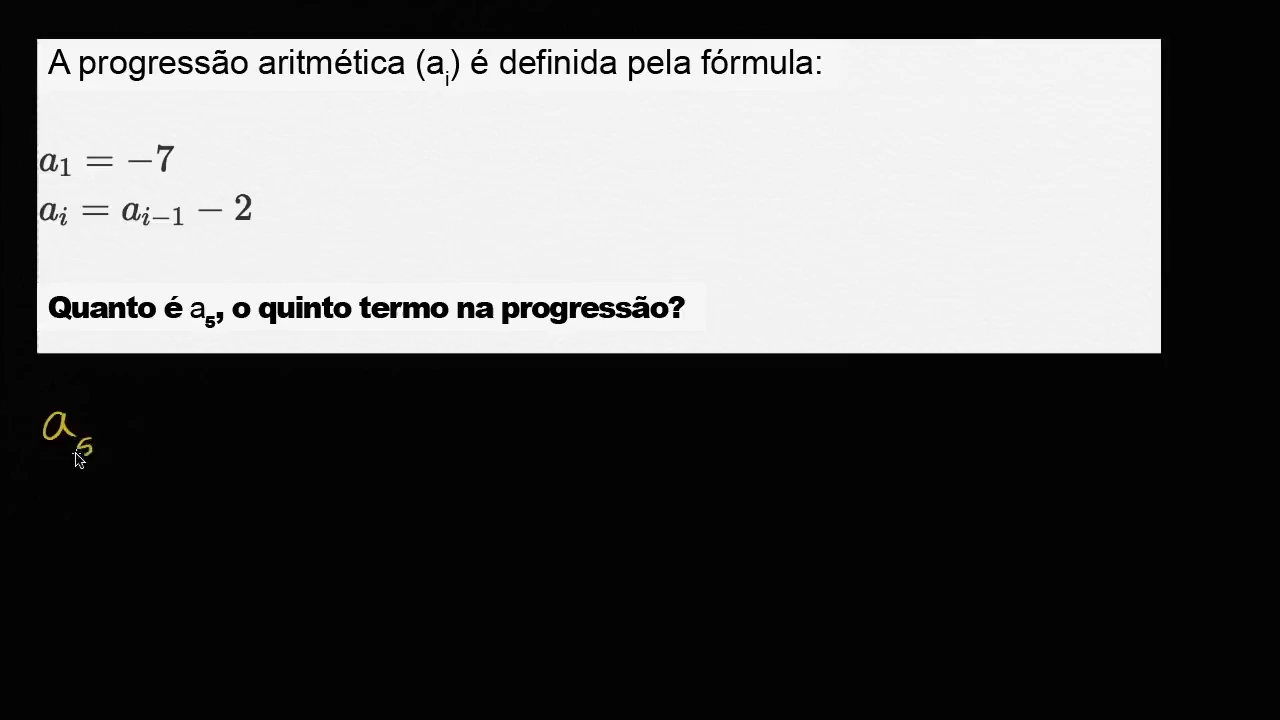 A progressão aritmética (aᵢ) é definida pela fórmula:
a₁ = −7
aᵢ = aᵢ₋₁ − 2
Quanto é a₅, o quinto termo na progressão?
a₅